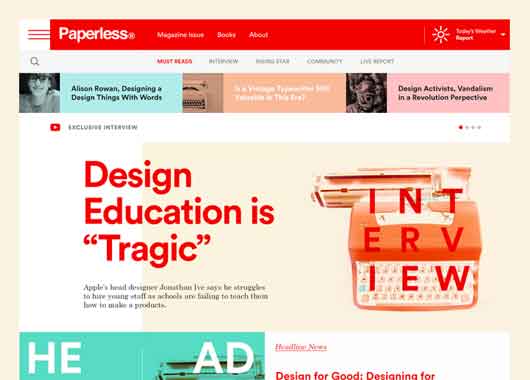 Paperless®
Magazine Issue
Books
About
Today's Weather
Report
MUST READS
INTERVIEW
RISING STAR
COMMUNITY
LIVE REPORT
Alison Rowan, Designing a
Design Things With Words
Is a Vintage Typewriter Still
Valuable in This Era?
Design Activists, Vandalism
in a Revolution Perpective
EXCLUSIVE INTERVIEW
Design
Education is
“Tragic”
INT
ERV
IEW
Apple's head designer Jonathan Ive says he struggles
to hire young staff as schools are failing to teach them
how to make a products.
HE AD
Headline News
Design for Good: Designing for